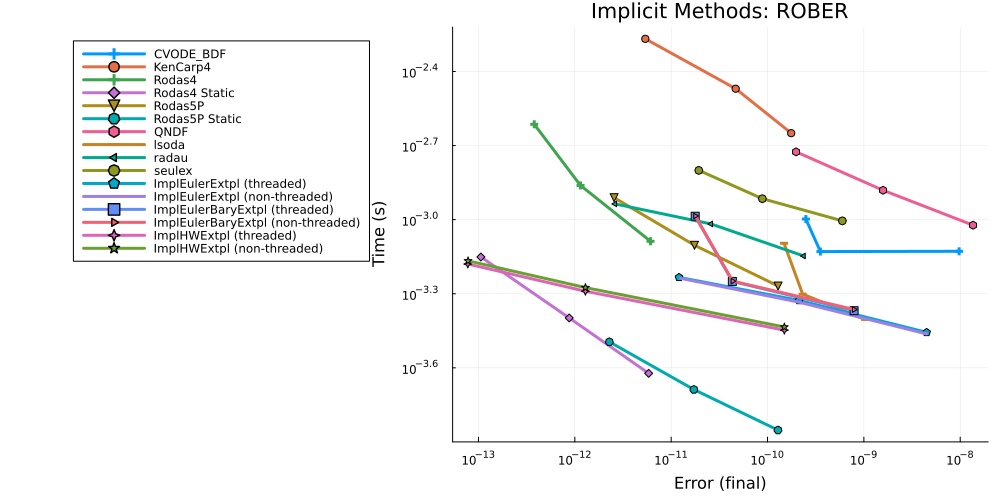 Implicit Methods: ROBER
CVODE_BDF
KenCarp4
Rodas4
Rodas4 Static
Rodas5P
Rodas5P Static
QNDF
lsoda
radau
seulex
ImplEulerExtpl (threaded)
ImplEulerExtpl (non-threaded)
ImplEulerBaryExtpl (threaded)
ImplEulerBaryExtpl (non-threaded)
ImplHWExtpl (threaded)
ImplHWExtpl (non-threaded)
Time (s)
10⁻²·⁴
10⁻²·⁷
10⁻³·⁰
10⁻³·³
10⁻³·⁶
10⁻¹³ 10⁻¹² 10⁻¹¹ 10⁻¹⁰ 10⁻⁹ 10⁻⁸
Error (final)